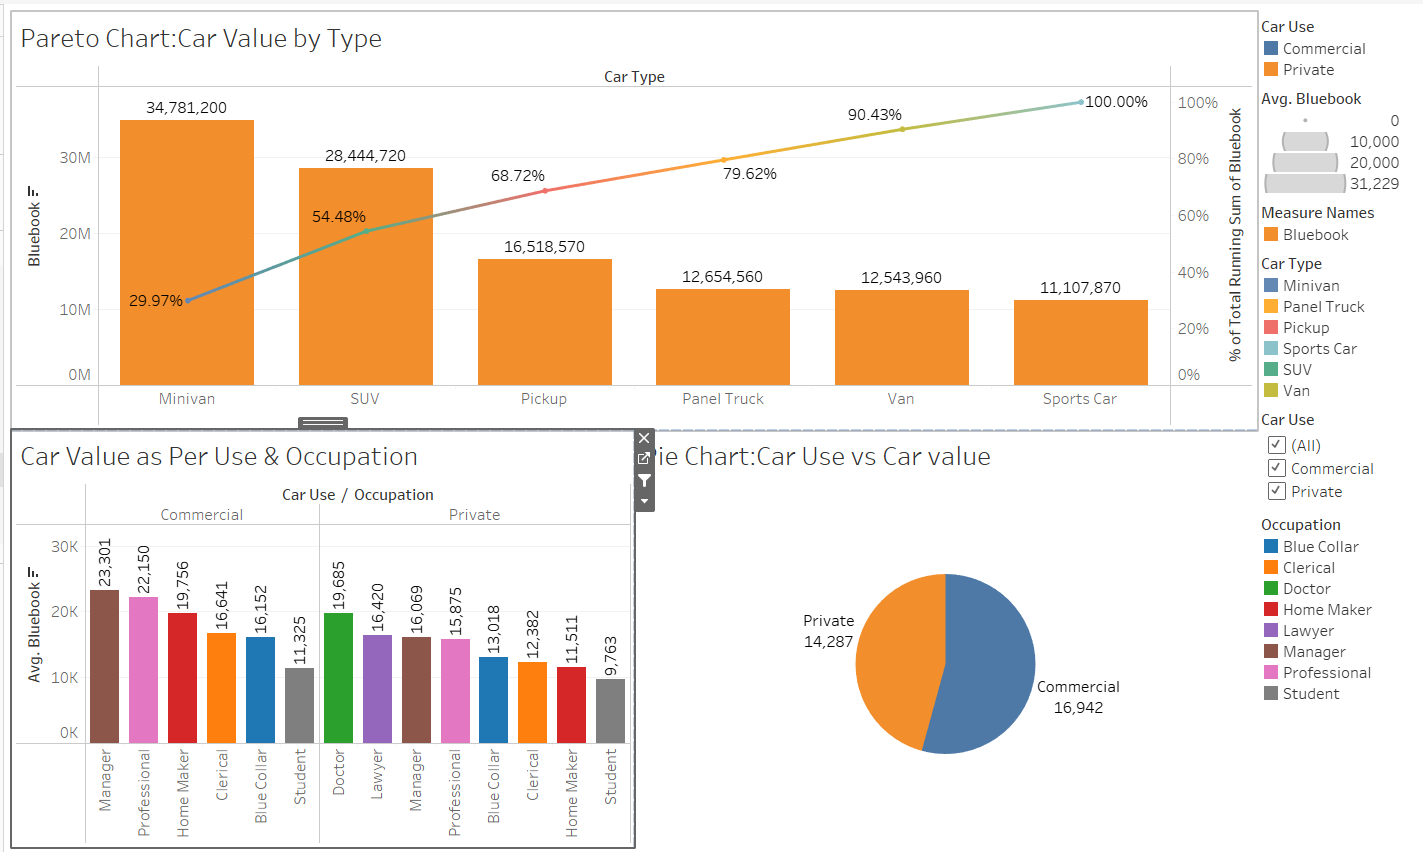 Pareto Chart:Car Value by Type
Car Type
Bluebook
30M
20M
10M
0M
34,781,200
28,444,720
16,518,570
12,654,560
12,543,960
11,107,870
29.97%
54.48%
68.72%
79.62%
90.43%
100.00%
100%
80%
60%
40%
20%
0%
% of Total Running Sum of Bluebook
Minivan
SUV
Pickup
Panel Truck
Van
Sports Car
Car Value as Per Use & Occupation
Car Use / Occupation
Commercial
Private
Avg. Bluebook
30K
20K
10K
0K
23,301
22,150
19,756
16,641
16,152
11,325
19,685
16,420
16,069
15,875
13,018
12,382
11,511
9,763
Manager
Professional
Home Maker
Clerical
Blue Collar
Student
Doctor
Lawyer
Manager
Professional
Blue Collar
Clerical
Home Maker
Student
Pie Chart:Car Use vs Car value
Private
14,287
Commercial
16,942
Car Use
Commercial
Private
Avg. Bluebook
0
10,000
20,000
31,229
Measure Names
Bluebook
Car Type
Minivan
Panel Truck
Pickup
Sports Car
SUV
Van
Car Use
(All)
Commercial
Private
Occupation
Blue Collar
Clerical
Doctor
Home Maker
Lawyer
Manager
Professional
Student